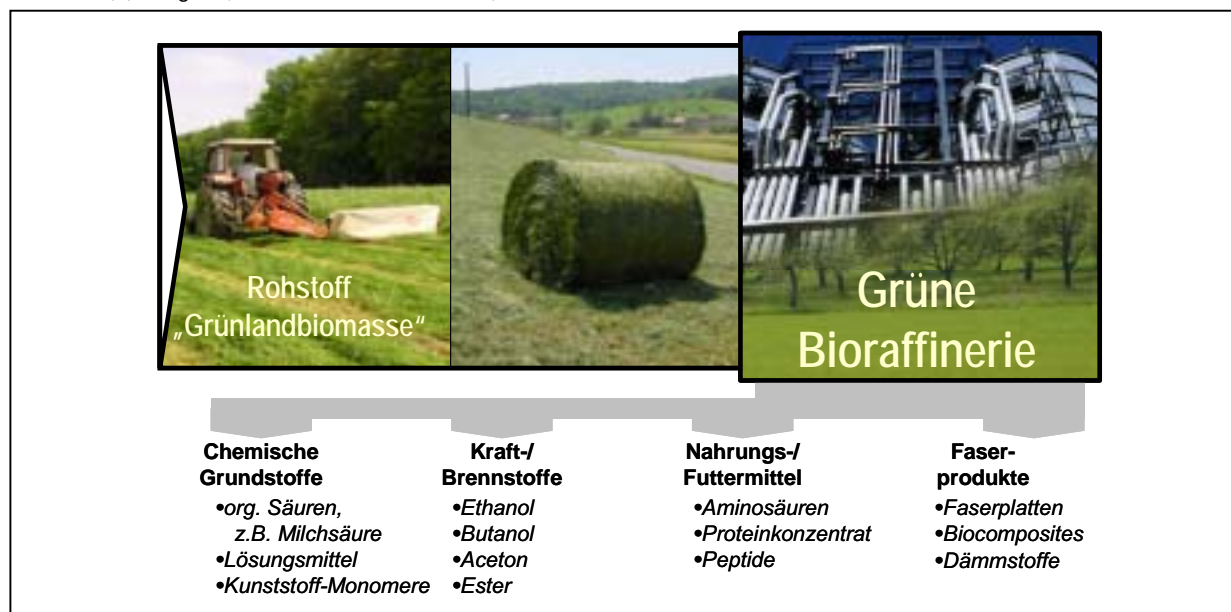 Rohstoff
„Grünlandbiomasse“
Grüne
Bioraffinerie
Chemische
Grundstoffe
•org. Säuren,
z.B. Milchsäure
•Lösungsmittel
•Kunststoff-Monomere
Kraft-/
Brennstoffe
•Ethanol
•Butanol
•Aceton
•Ester
Nahrungs-/
Futtermittel
•Aminosäuren
•Proteinkonzentrat
•Peptide
Faser-
produkte
•Faserplatten
•Biocomposites
•Dämmstoffe